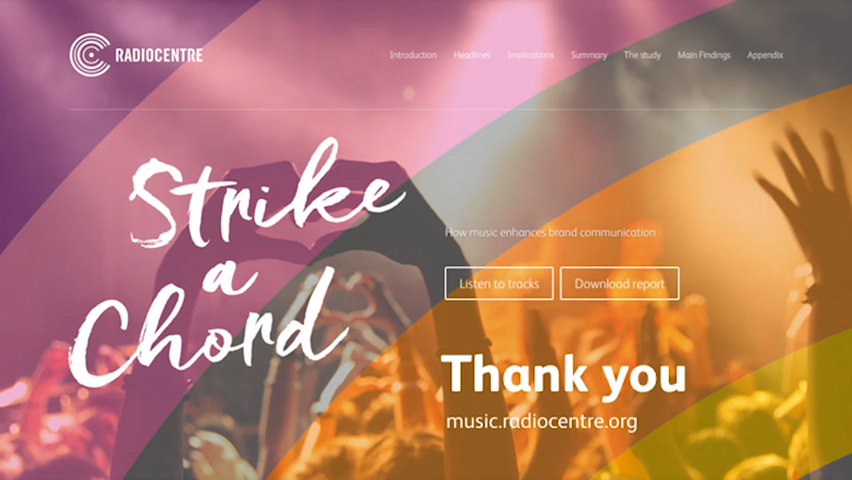 RADIOCENTRE
Introduction Headlines Implications Summary The study Main Findings Appendix
Strike
a
Chord
How music enhances brand communication
Listen to tracks Download report
Thank you
music.radiocentre.org